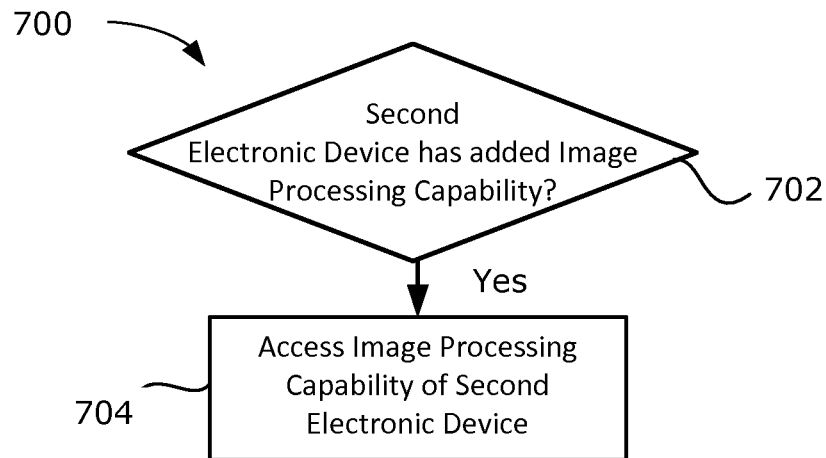 700
Second
Electronic Device has added Image
Processing Capability?
702
Yes
Access Image Processing
Capability of Second
Electronic Device
704